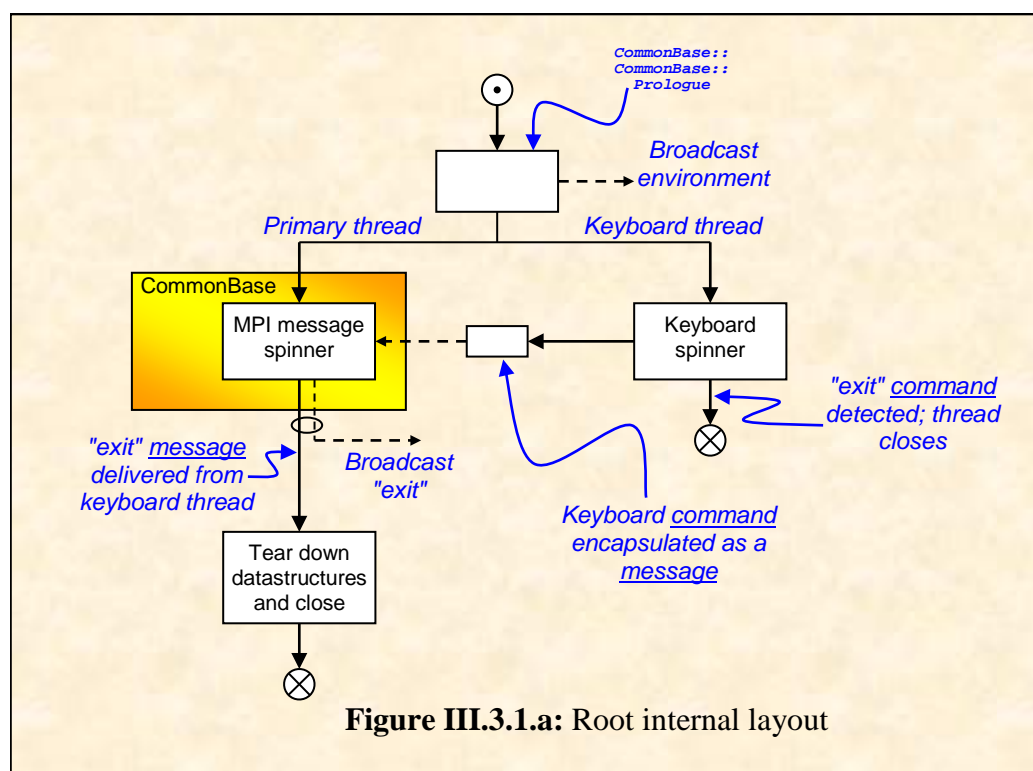 CommonBase::
CommonBase::
Prologue
Broadcast
environment
Primary thread
Keyboard thread
CommonBase
MPI message
spinner
Keyboard
spinner
"exit" command
detected; thread
closes
"exit" message
delivered from
keyboard thread
Broadcast
"exit"
Keyboard command
encapsulated as a
message
Tear down
datastructures
and close
Figure III.3.1.a: Root internal layout